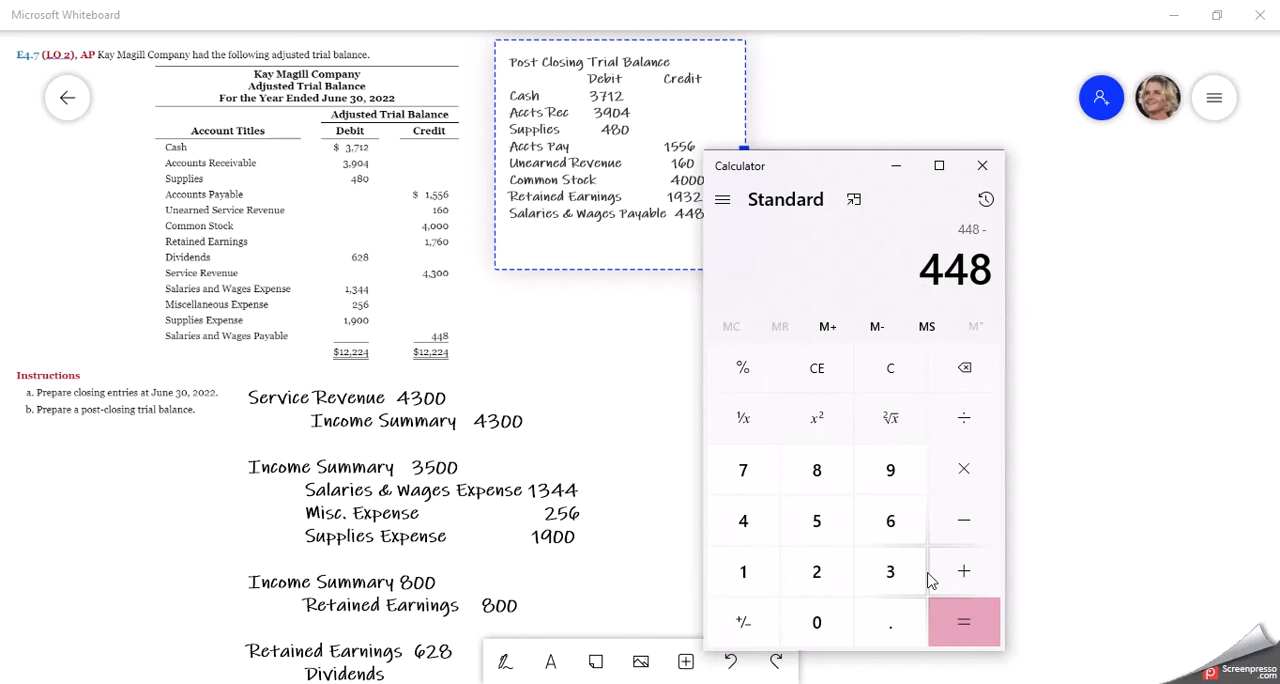 Microsoft Whiteboard
E4.7 (LO 2), AP Kay Magill Company had the following adjusted trial balance.
Kay Magill Company
Adjusted Trial Balance
For the Year Ended June 30, 2022
Adjusted Trial Balance
Account Titles Debit Credit
Cash $ 3,712
Accounts Receivable 3,904
Supplies 480
Accounts Payable $ 1,556
Unearned Service Revenue 160
Common Stock 4,000
Retained Earnings 1,760
Dividends 628
Service Revenue 4,300
Salaries and Wages Expense 1,344
Miscellaneous Expense 256
Supplies Expense 1,900
Salaries and Wages Payable 448
$12,224 $12,224
Instructions
a. Prepare closing entries at June 30, 2022.
b. Prepare a post-closing trial balance.
Post Closing Trial Balance
Debit Credit
Cash 3712
Accts Rec 3904
Supplies 480
Accts Pay 1556
Unearned Revenue 160
Common Stock 4000
Retained Earnings 1932
Salaries & Wages Payable 448
Service Revenue 4300
Income Summary 4300
Income Summary 3500
Salaries & Wages Expense 1344
Misc. Expense 256
Supplies Expense 1900
Income Summary 800
Retained Earnings 800
Retained Earnings 628
Dividends
Calculator
Standard
448 -
448
MC MR M+ M- MS M˅
% CE C
¹/x x² ²√x ÷
7 8 9 ×
4 5 6 −
1 2 3 +
+/− 0 . =
A
Screenpresso
.com